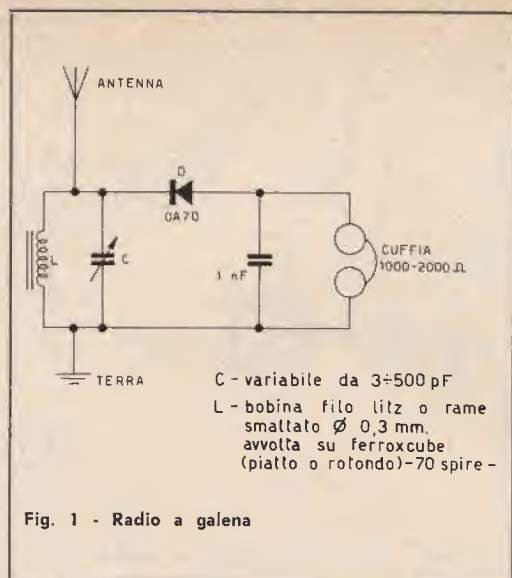 ANTENNA
D
OA70
L
C
1 nF
CUFFIA
1000-2000 Ω
TERRA
C - variabile da 3÷500 pF
L - bobina filo litz o rame
smaltato Ø 0,3 mm.
avvolta su ferroxcube
(piatto o rotondo)-70 spire-
Fig. 1 - Radio a galena